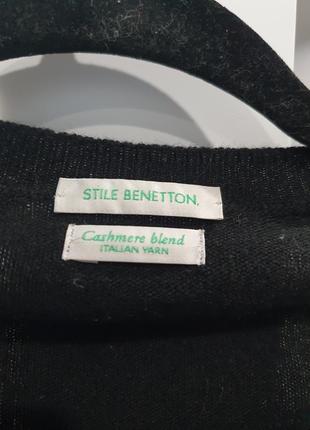 STILE BENETTON.
Cashmere blend
ITALIAN YARN